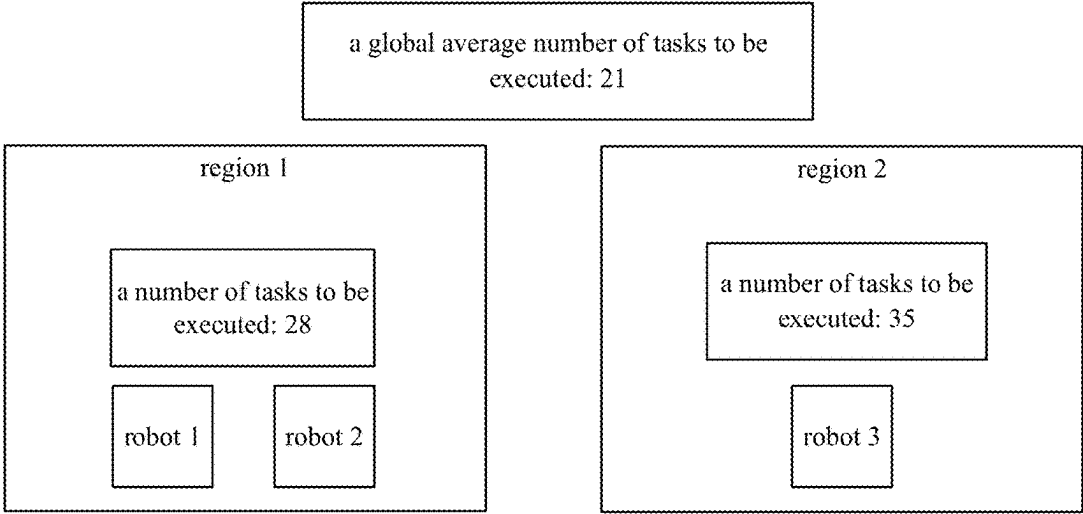 a global average number of tasks to be
executed: 21
region 1
a number of tasks to be
executed: 28
robot 1
robot 2
region 2
a number of tasks to be
executed: 35
robot 3